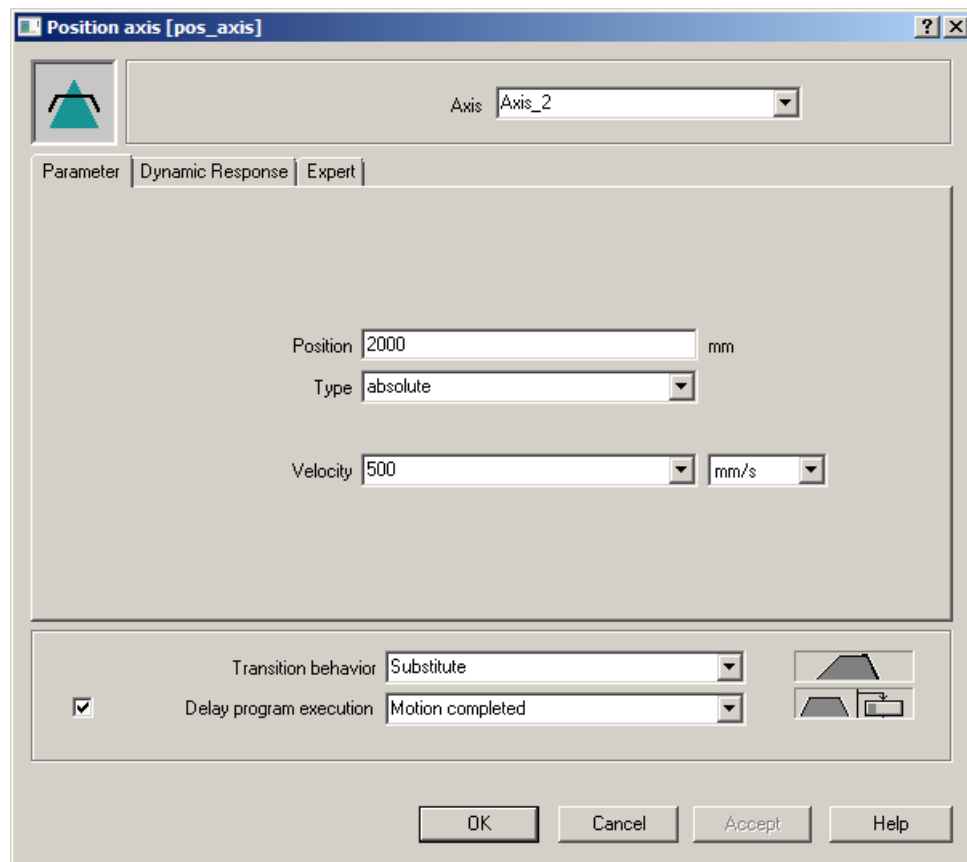 Position axis [pos_axis]
Axis Axis_2
Parameter Dynamic Response Expert
Position 2000 mm
Type absolute
Velocity 500 mm/s
Transition behavior Substitute
Delay program execution Motion completed
OK Cancel Accept Help